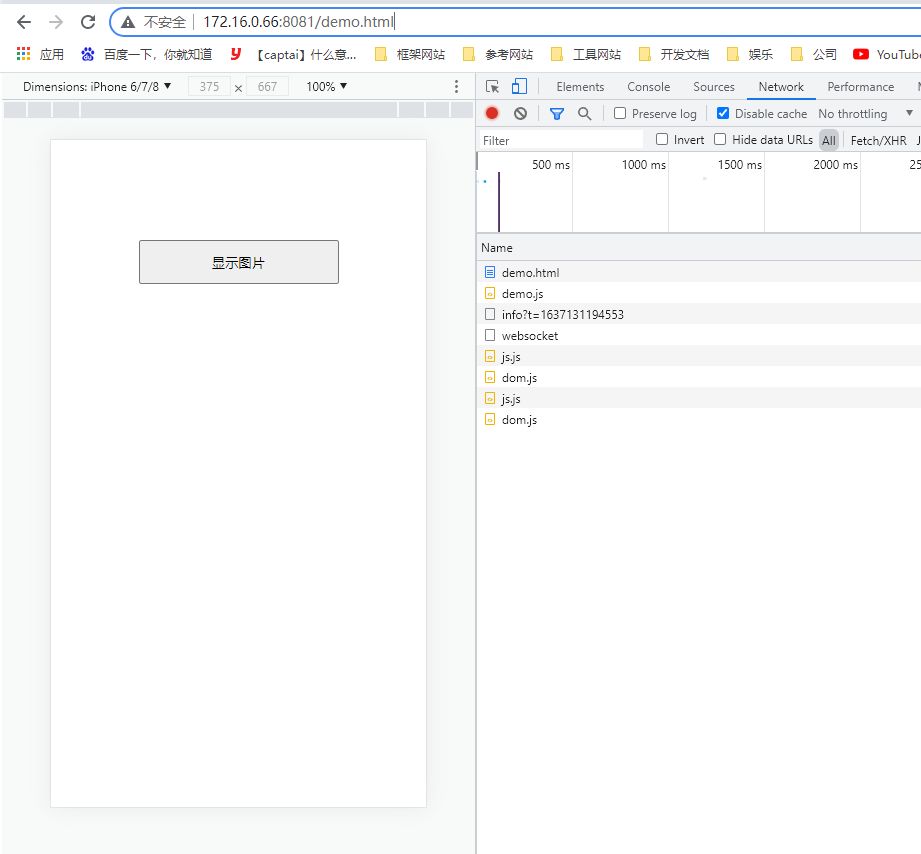 不安全 172.16.0.66:8081/demo.html
应用 百度一下，你就知道 y 【captai】什么意... 框架网站 参考网站 工具网站 开发文档 娱乐 公司 YouTube
Dimensions: iPhone 6/7/8 ▼ 375 × 667 100% ▼
Elements Console Sources Network Performance
Preserve log Disable cache No throttling ▼
Filter Invert Hide data URLs All Fetch/XHR
500 ms 1000 ms 1500 ms 2000 ms 25
Name
显示图片
demo.html
demo.js
info?t=1637131194553
websocket
js.js
dom.js
js.js
dom.js